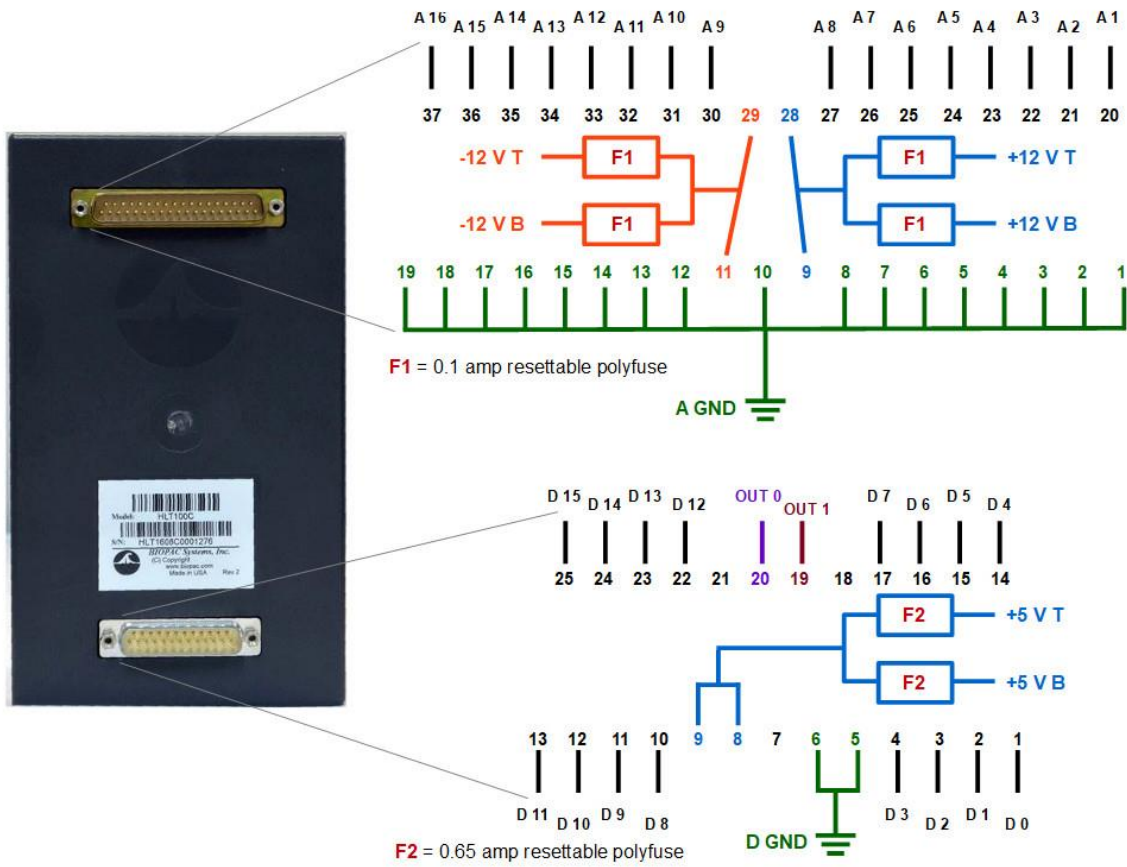 A 16 A 15 A 14 A 13 A 12 A 11 A 10 A 9 A 8 A 7 A 6 A 5 A 4 A 3 A 2 A 1
37 36 35 34 33 32 31 30 29 28 27 26 25 24 23 22 21 20
-12 V T F1 F1 +12 V T
-12 V B F1 F1 +12 V B
19 18 17 16 15 14 13 12 11 10 9 8 7 6 5 4 3 2 1
F1 = 0.1 amp resettable polyfuse
A GND
Model: HLT100C
S/N: HLT1608C0001276
BIOPAC Systems, Inc.
(C) Copyright
www.biopac.com
Made in USA Rev 2
D 15 D 14 D 13 D 12 OUT 0 OUT 1 D 7 D 6 D 5 D 4
25 24 23 22 21 20 19 18 17 16 15 14
F2 +5 V T
F2 +5 V B
13 12 11 10 9 8 7 6 5 4 3 2 1
D 11 D 10 D 9 D 8 D 3 D 2 D 1 D 0
D GND
F2 = 0.65 amp resettable polyfuse